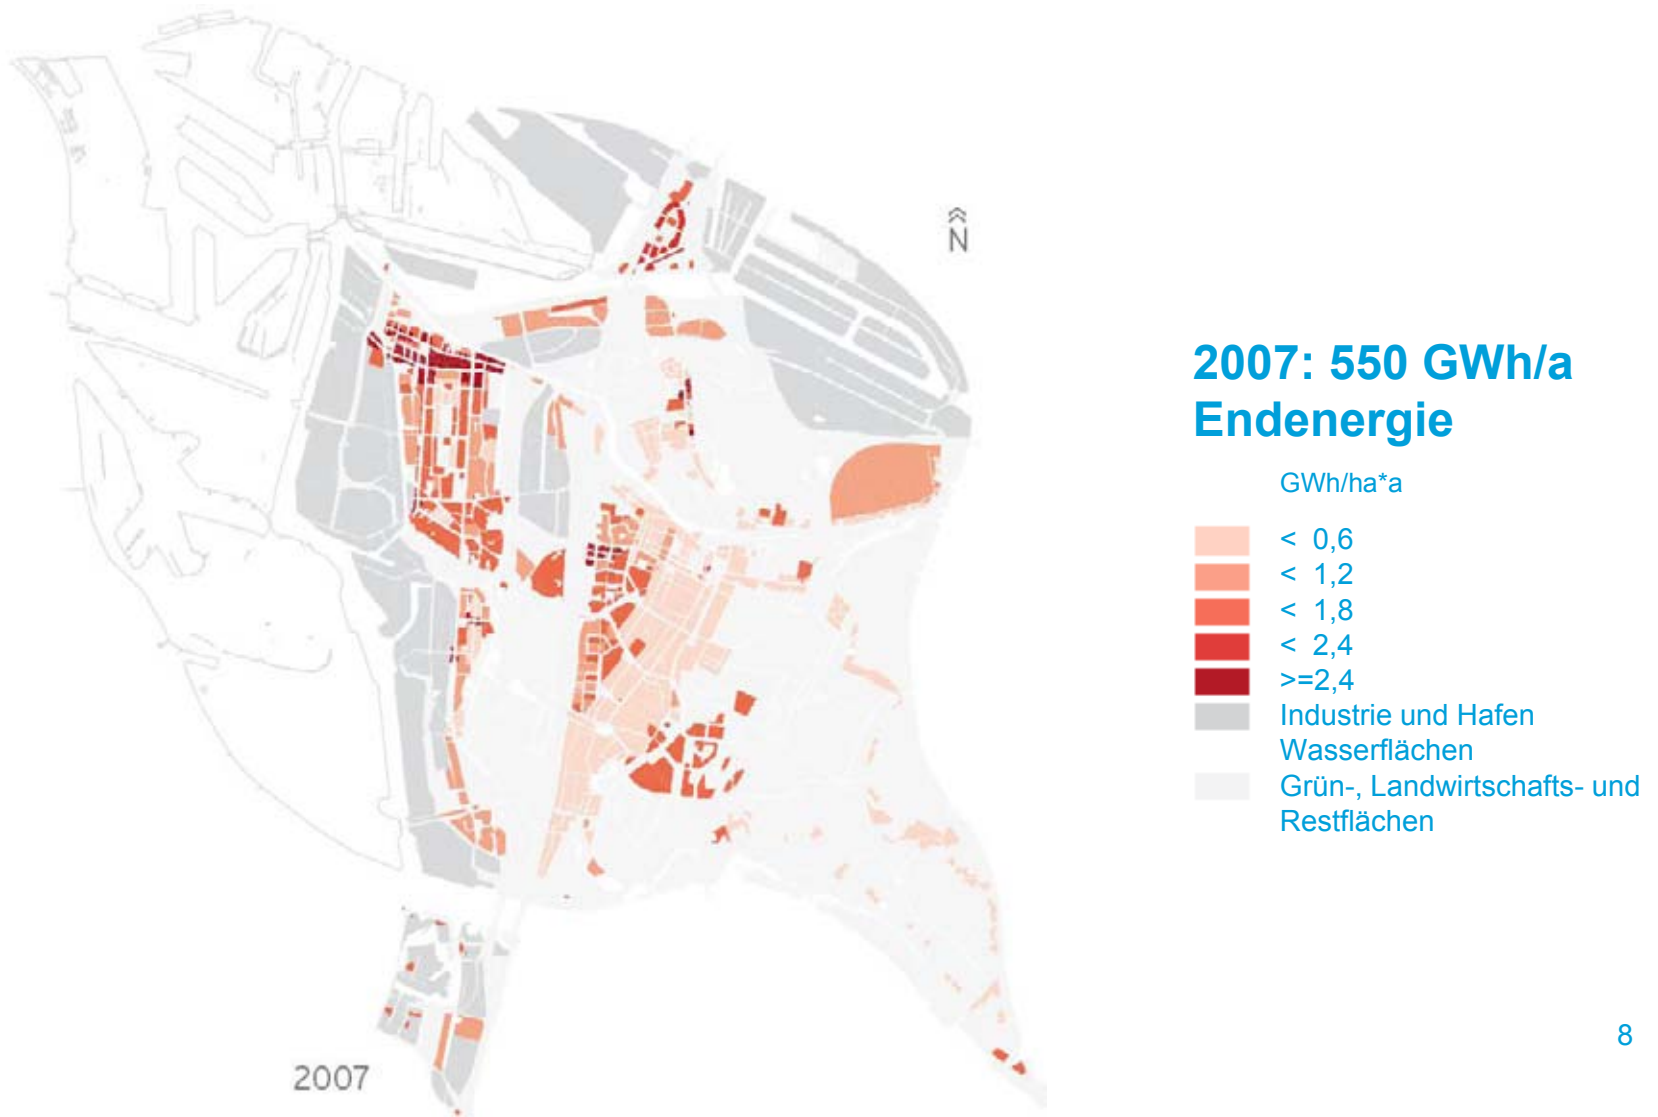 N
2007: 550 GWh/a
Endenergie
GWh/ha*a
< 0,6
< 1,2
< 1,8
< 2,4
>=2,4
Industrie und Hafen
Wasserflächen
Grün-, Landwirtschafts- und
Restflächen
8
2007